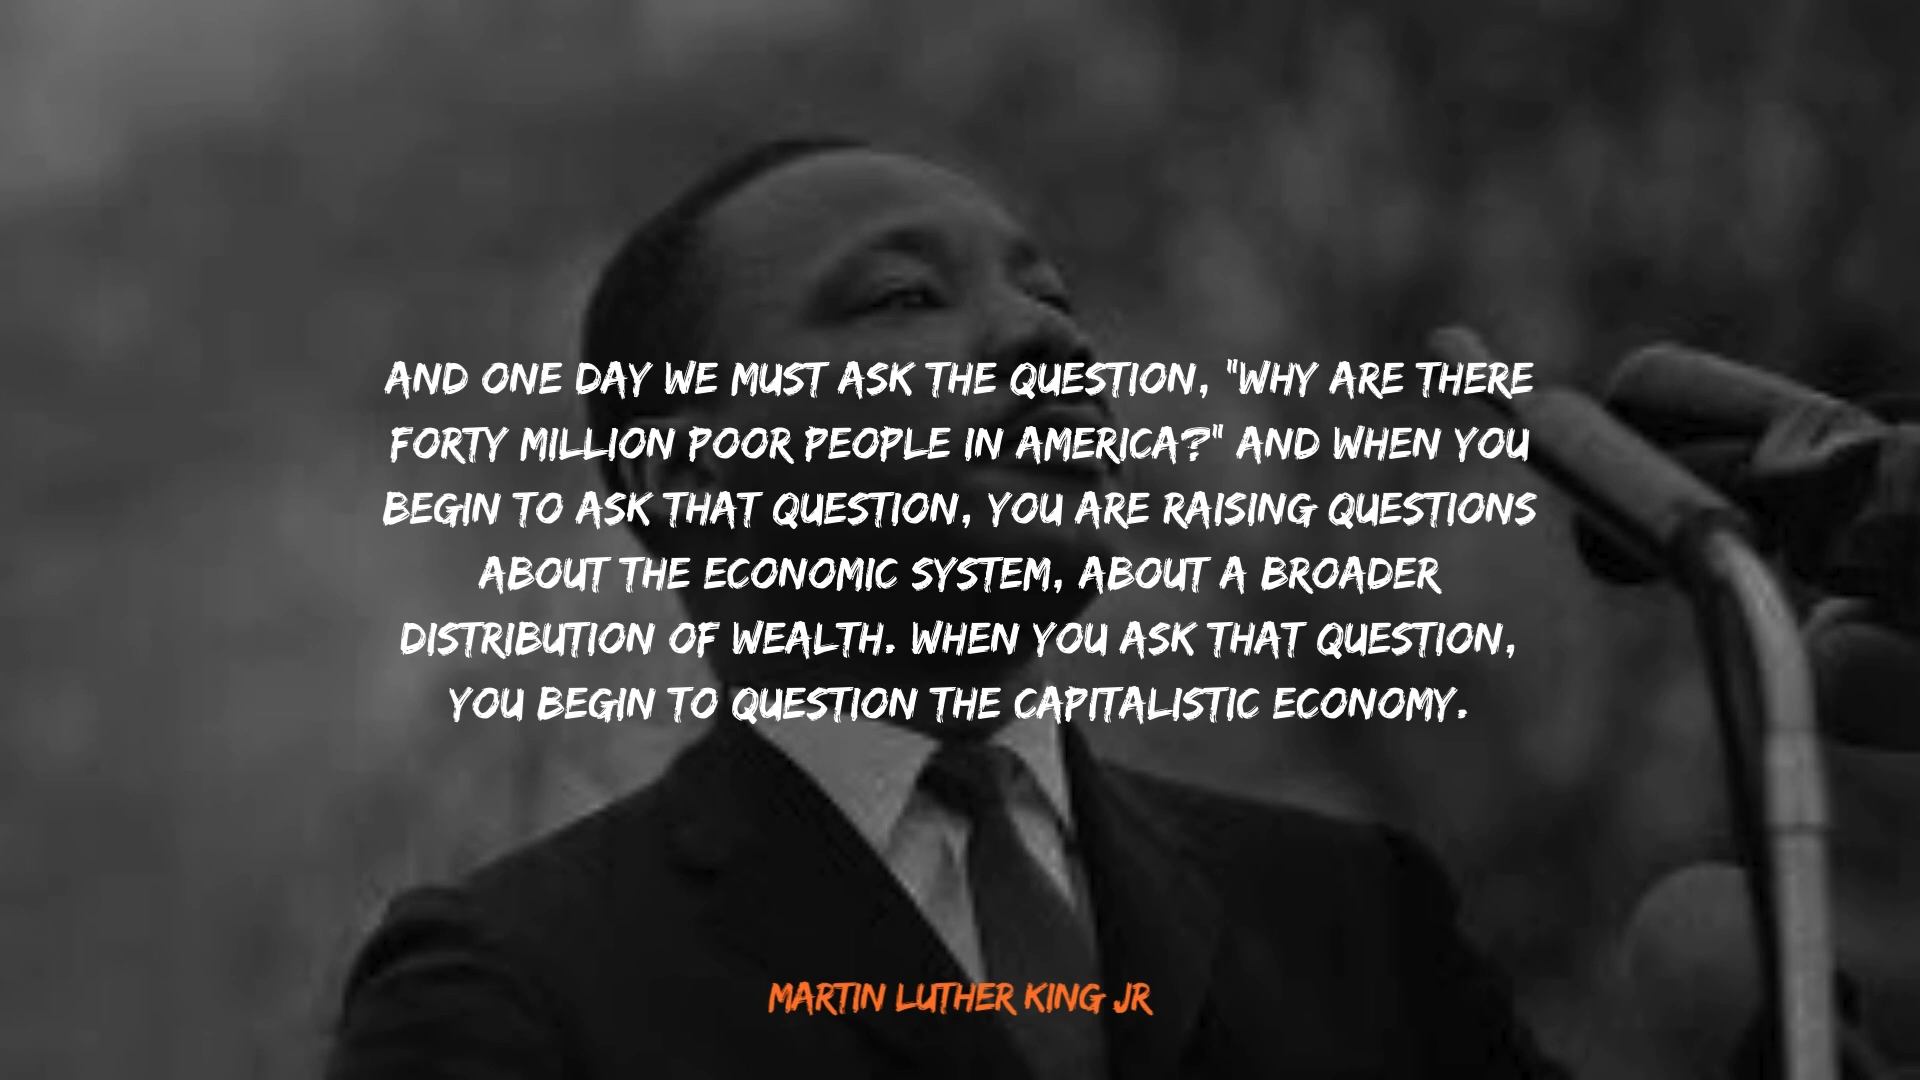 AND ONE DAY WE MUST ASK THE QUESTION, "WHY ARE THERE
FORTY MILLION POOR PEOPLE IN AMERICA?" AND WHEN YOU
BEGIN TO ASK THAT QUESTION, YOU ARE RAISING QUESTIONS
ABOUT THE ECONOMIC SYSTEM, ABOUT A BROADER
DISTRIBUTION OF WEALTH. WHEN YOU ASK THAT QUESTION,
YOU BEGIN TO QUESTION THE CAPITALISTIC ECONOMY.
MARTIN LUTHER KING JR